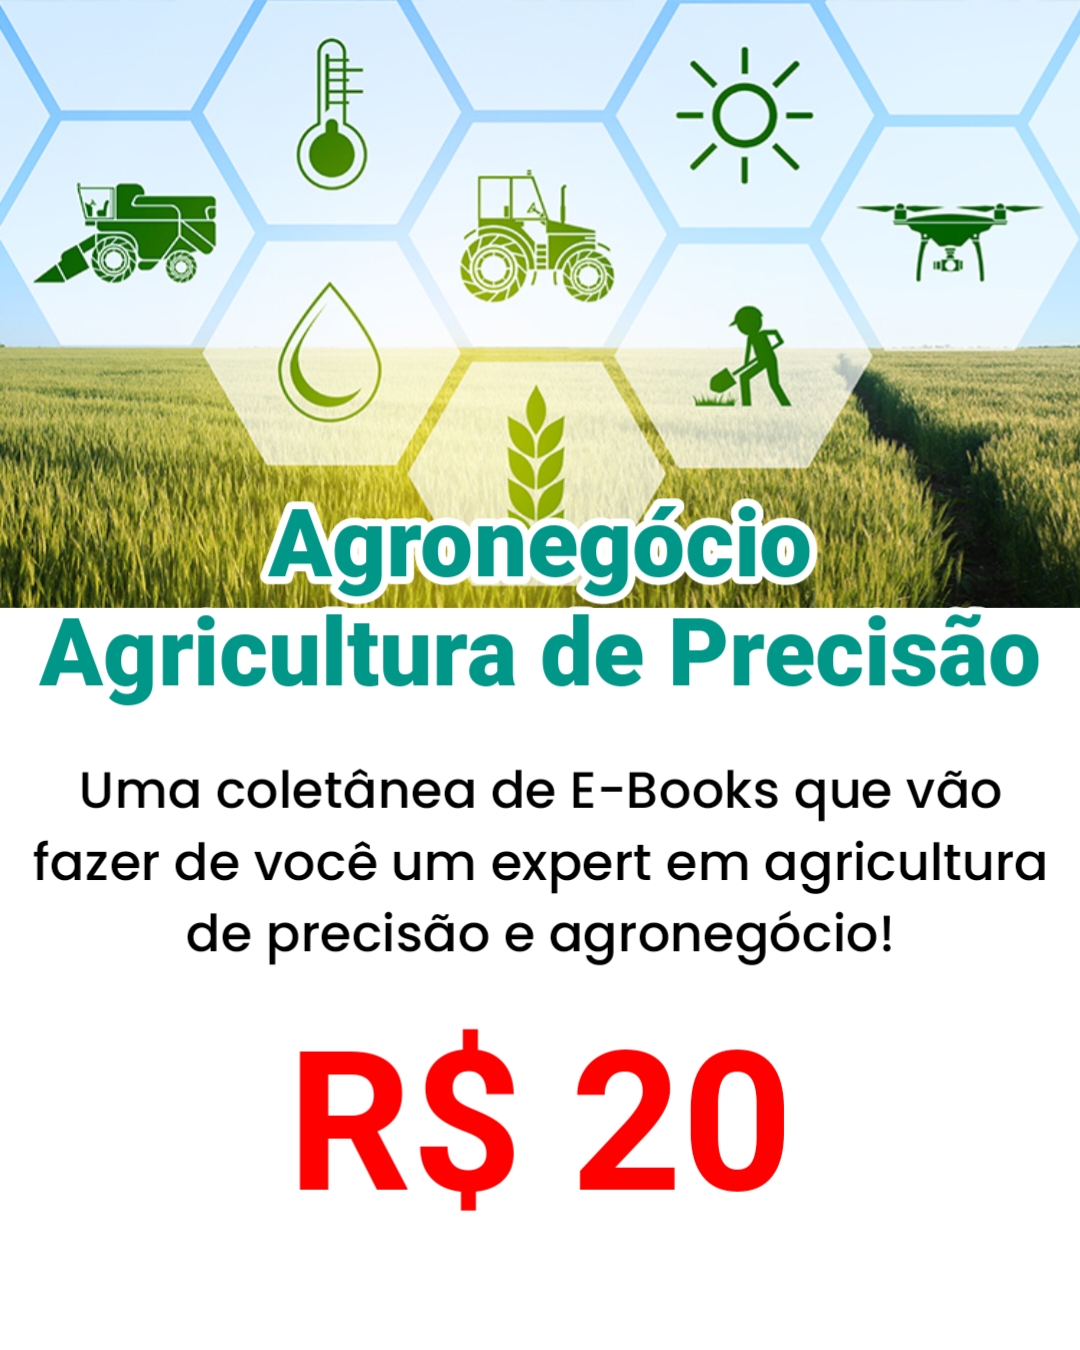 Agronegócio
Agricultura de Precisão
Uma coletânea de E-Books que vão
fazer de você um expert em agricultura
de precisão e agronegócio!
R$ 20